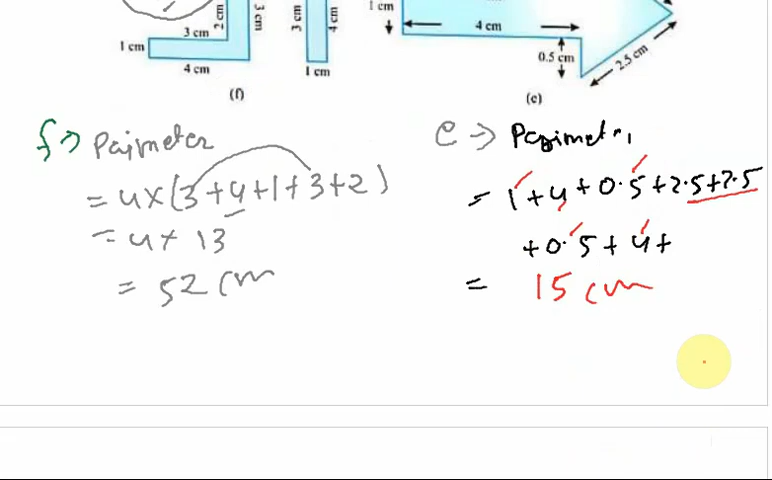 2 cm
3 cm
3 cm
4 cm
1 cm
3 cm
1 cm
4 cm
1 cm
4 cm
0.5 cm
2.5 cm
(f)
(e)
f → Paimeter
= 4×(3+4+1+3+2)
= 4× 13
= 52 cm
e → Perimetr,
= 1+4+0.5+2.5+2.5
+0.5+4+
= 15 cm